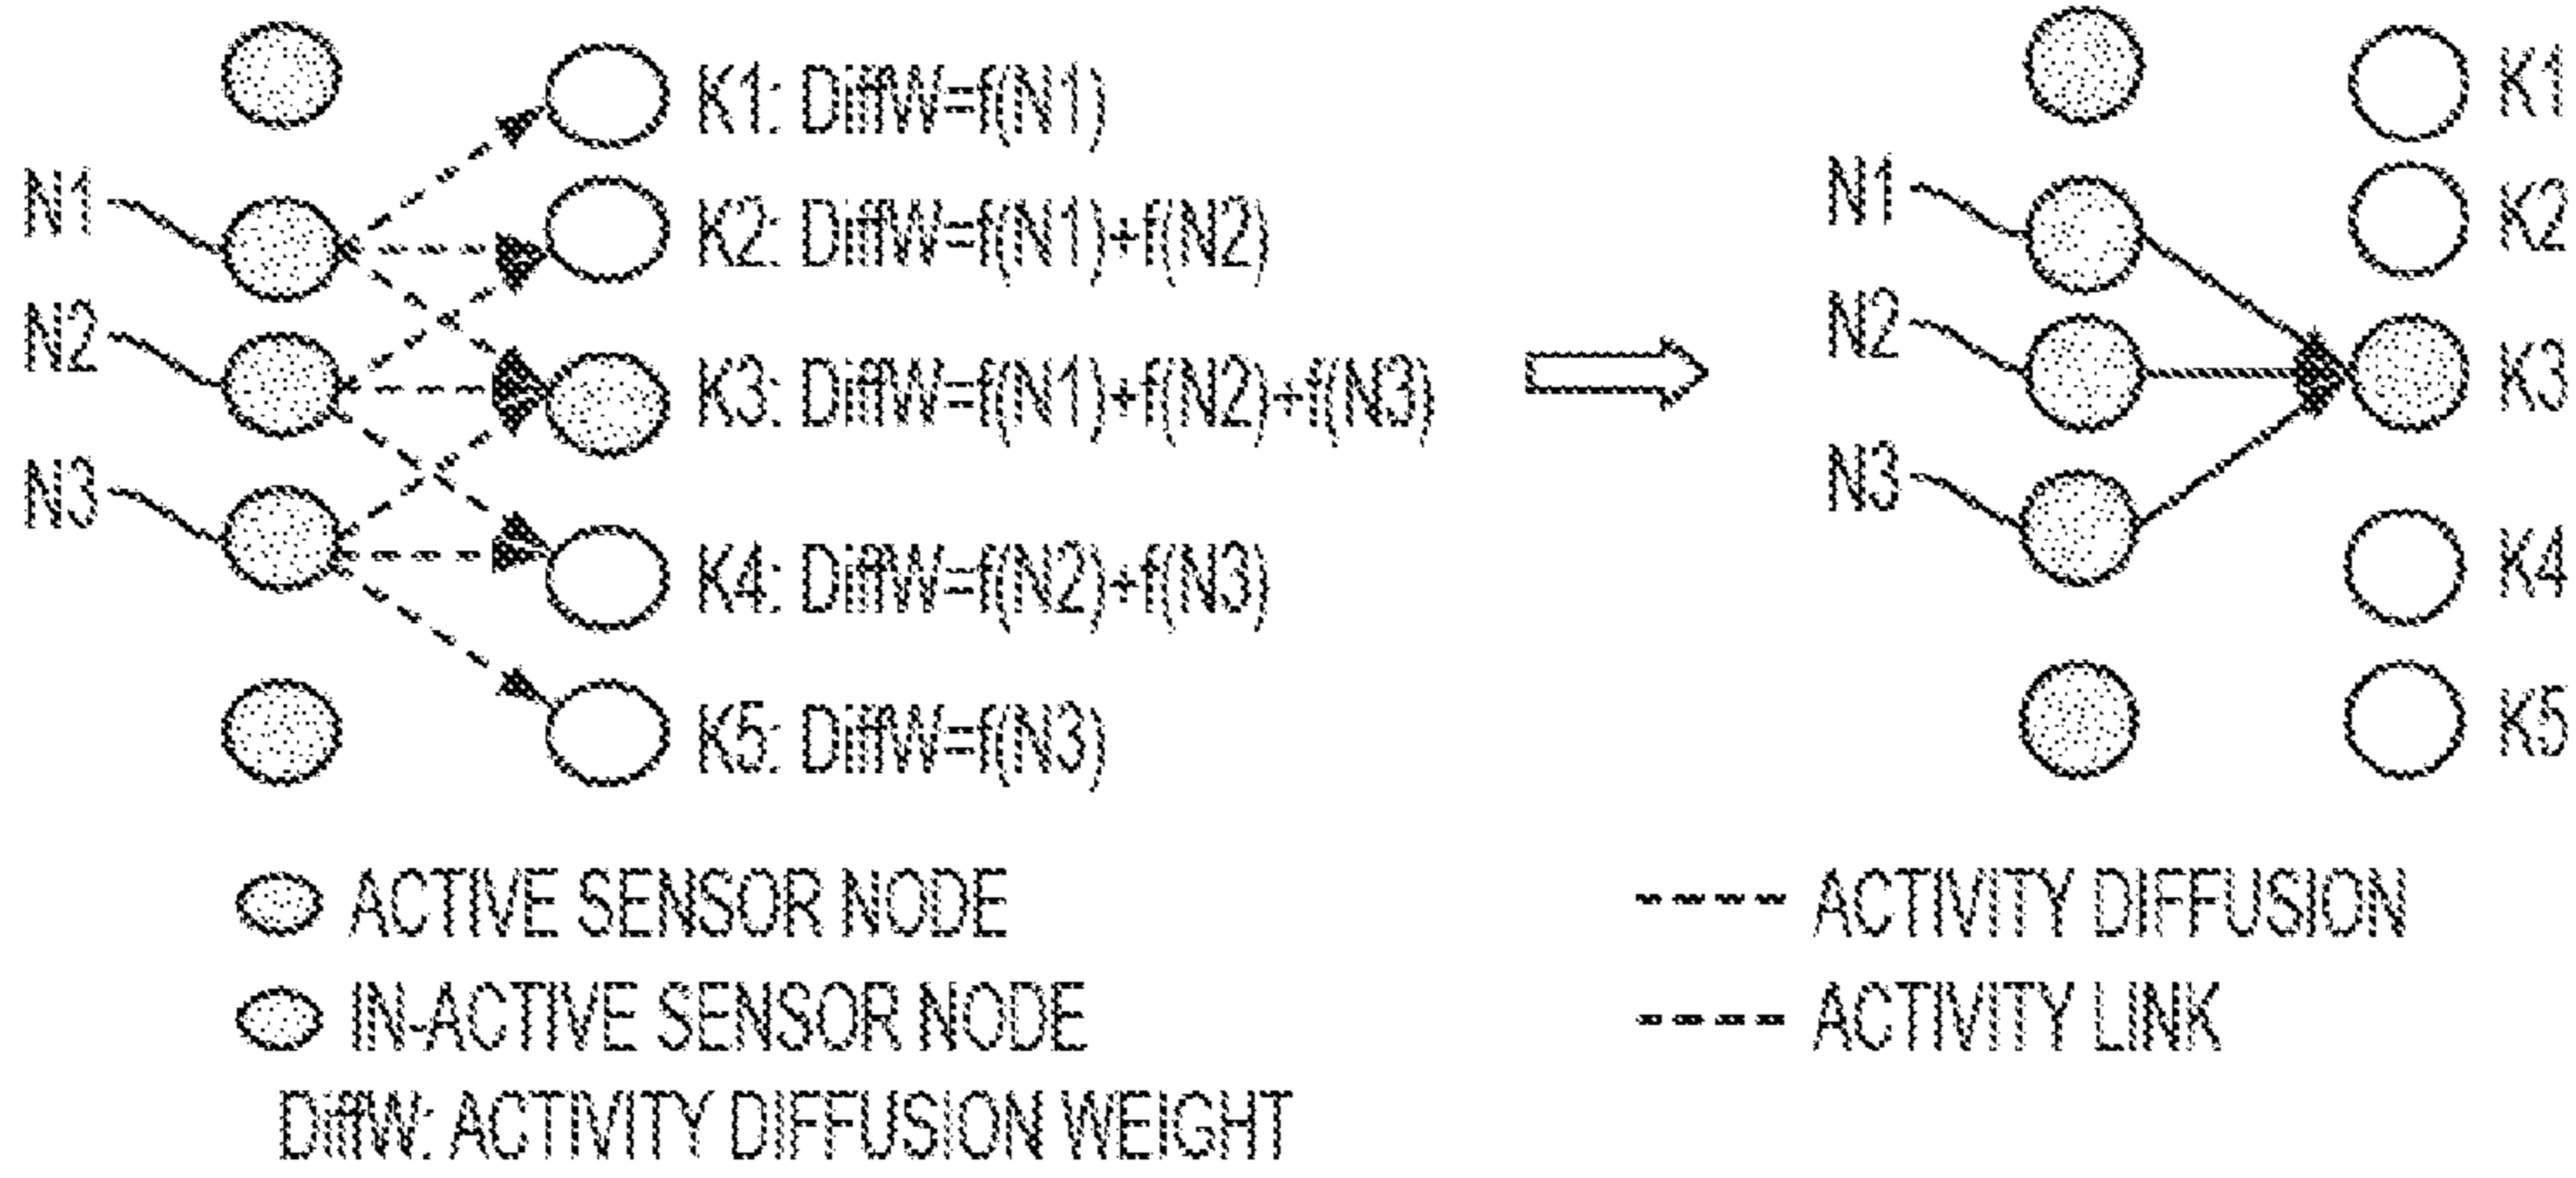 K1: DiffW=f(N1)
N1
K2: DiffW=f(N1)+f(N2)
N2
K3: DiffW=f(N1)+f(N2)+f(N3)
N3
K4: DiffW=f(N2)+f(N3)
K5: DiffW=f(N3)
K1
N1
K2
N2
K3
N3
K4
K5
ACTIVE SENSOR NODE
IN-ACTIVE SENSOR NODE
DiffW: ACTIVITY DIFFUSION WEIGHT
ACTIVITY DIFFUSION
ACTIVITY LINK